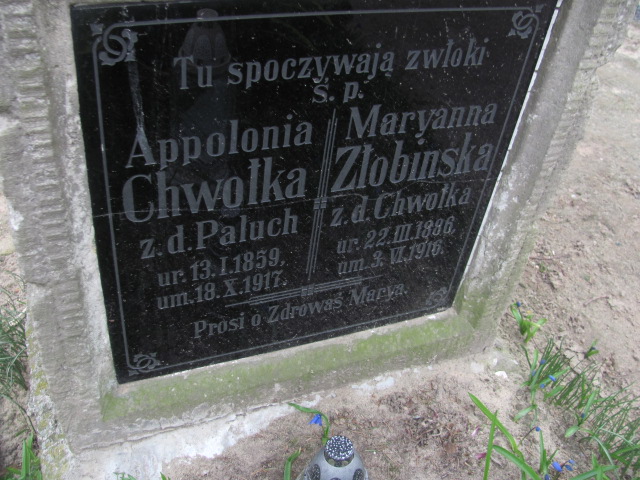 Tu spoczywają zwłoki
Ś. p.
Appolonia
Chwołka
z. d. Paluch
ur. 13. I. 1859.
um. 18. X. 1917.
Maryanna
Złobińska
z. d. Chwołka
ur. 22. III. 1886.
um. 3. VI. 1916.
Prosi o Zdrowaś Marya.